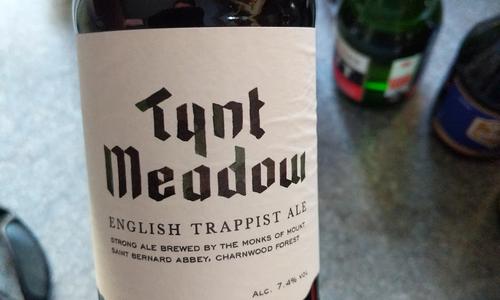 Tynt
Meadow
ENGLISH TRAPPIST ALE
STRONG ALE BREWED BY THE MONKS OF MOUNT
SAINT BERNARD ABBEY, CHARNWOOD FOREST
ALC. 7.4% VOL